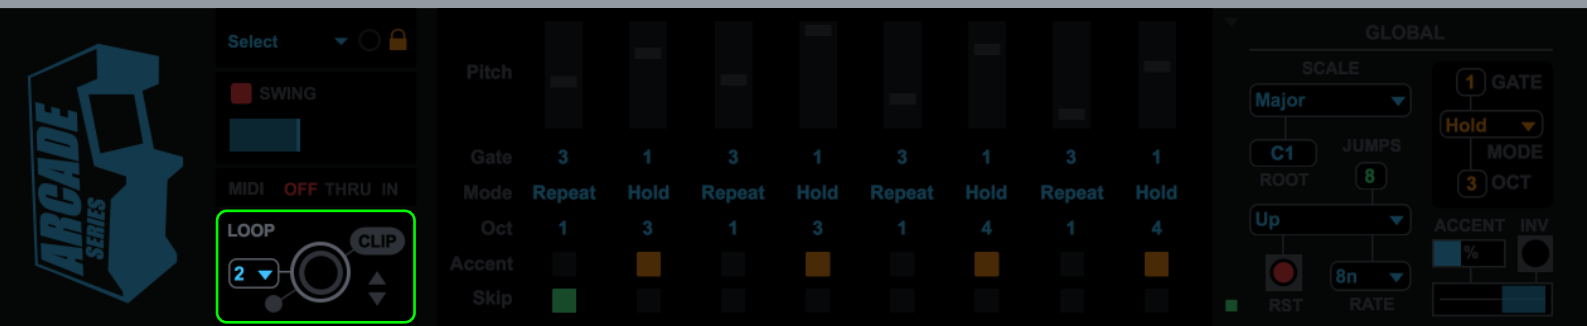 ARCADE
SERIES
Select
SWING
MIDI OFF THRU IN
LOOP
CLIP
2
Pitch
Gate 3 1 3 1 3 1 3 1
Mode Repeat Hold Repeat Hold Repeat Hold Repeat Hold
Oct 1 3 1 3 1 4 1 4
Accent
Skip
GLOBAL
SCALE
Major
C1
ROOT
JUMPS
8
Up
RST
8n
RATE
1 GATE
Hold
MODE
3 OCT
ACCENT INV
%